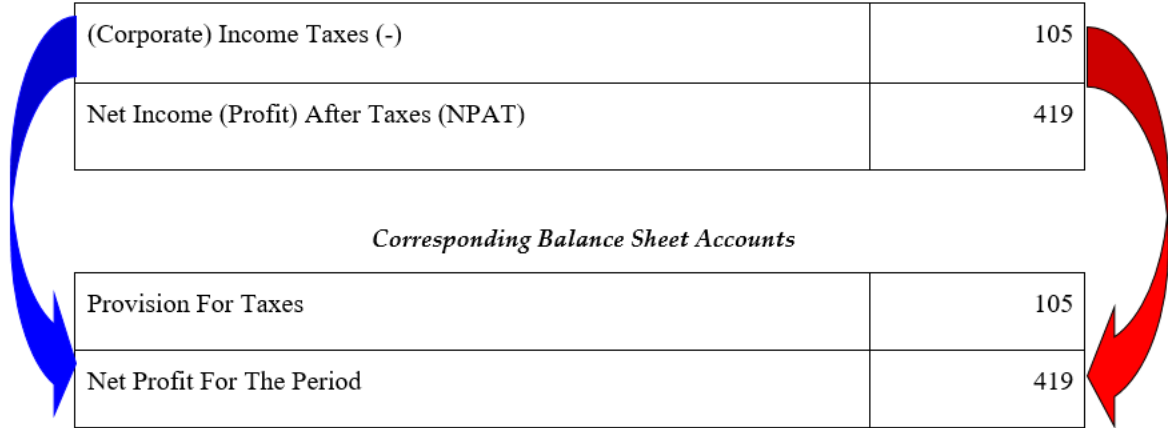 (Corporate) Income Taxes (-) 105
Net Income (Profit) After Taxes (NPAT) 419
Corresponding Balance Sheet Accounts
Provision For Taxes 105
Net Profit For The Period 419